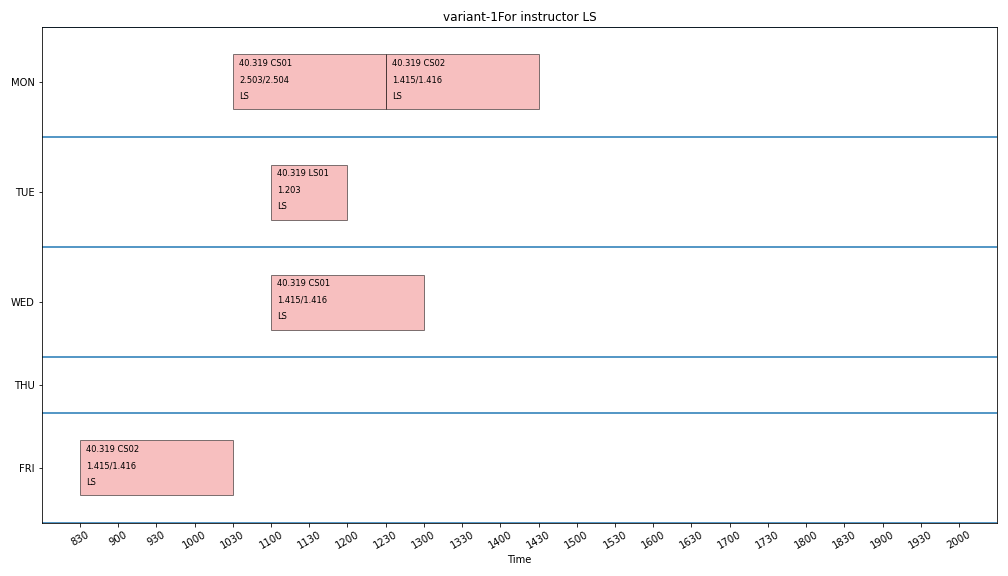 variant-1For instructor LS
MON
40.319 CS01
2.503/2.504
LS
40.319 CS02
1.415/1.416
LS
TUE
40.319 LS01
1.203
LS
WED
40.319 CS01
1.415/1.416
LS
THU
FRI
40.319 CS02
1.415/1.416
LS
830 900 930 1000 1030 1100 1130 1200 1230 1300 1330 1400 1430 1500 1530 1600 1630 1700 1730 1800 1830 1900 1930 2000
Time